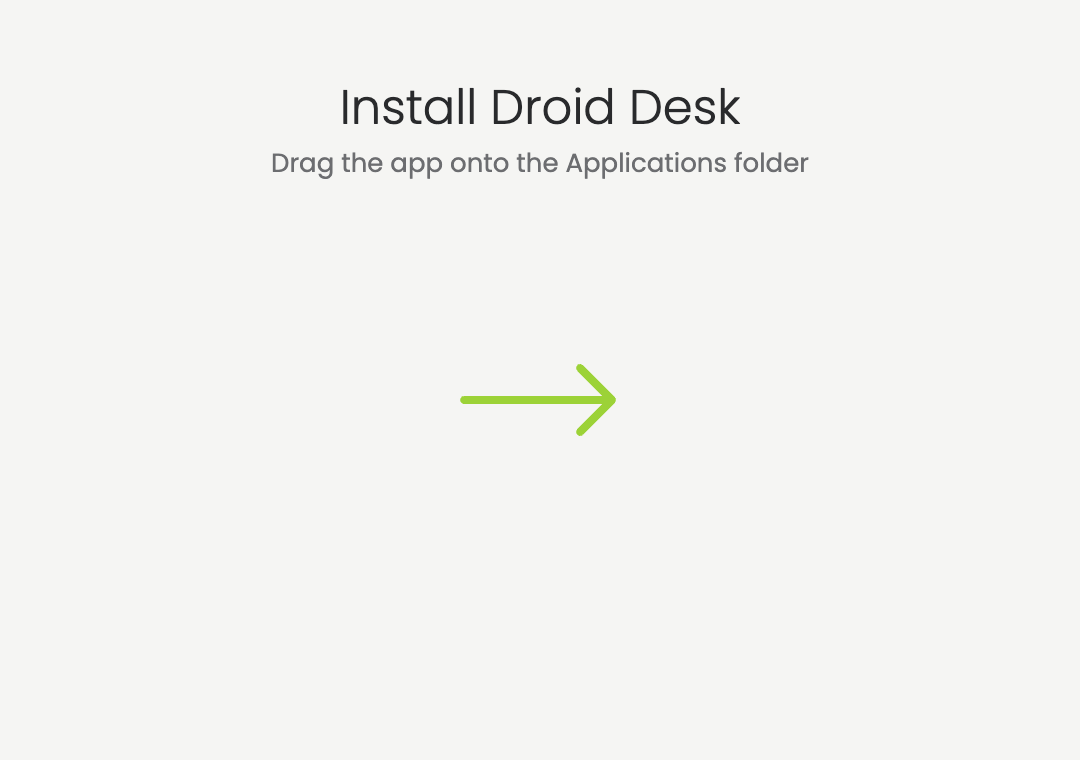 Install Droid Desk
Drag the app onto the Applications folder